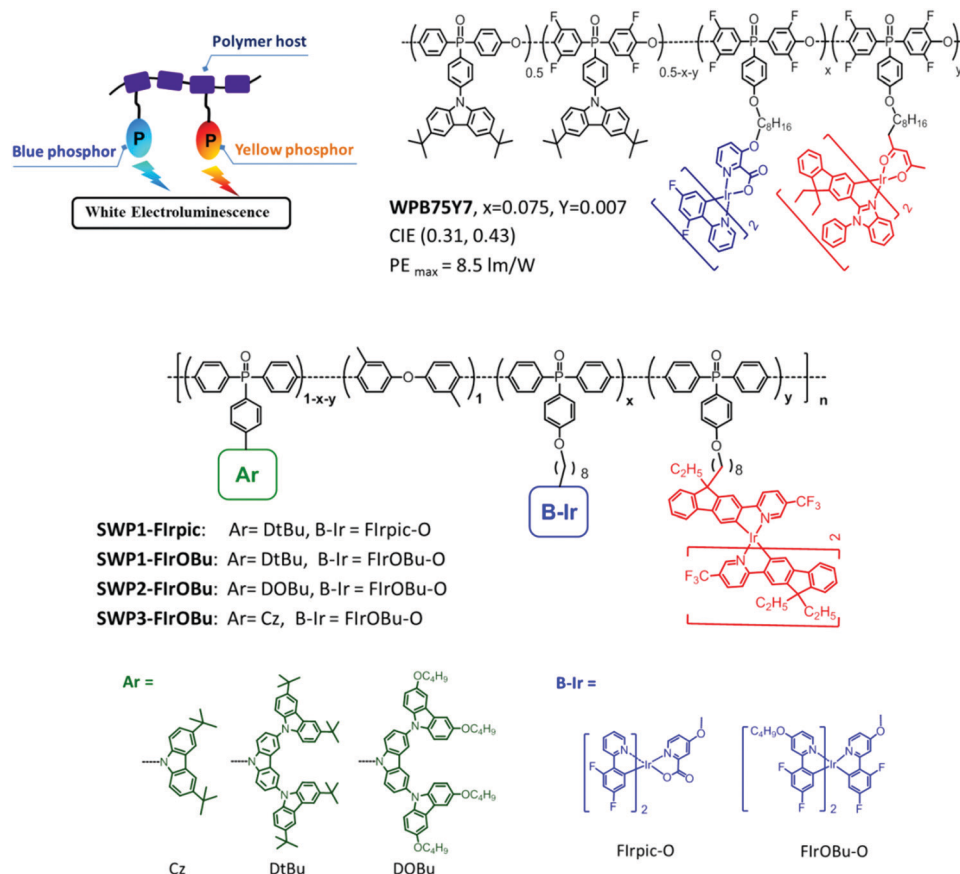 Polymer host
P
P
Blue phosphor
Yellow phosphor
White Electroluminescence
O
P
O
0.5
N
F
F
F
F
O
P
O
0.5-x-y
N
F
F
F
F
O
P
O
x
O
C8H16
O
N
O
O
Ir
F
F
N
2
F
F
F
F
O
P
O
y
O
C8H16
O
O
Ir
N
N
2
WPB75Y7, x=0.075, Y=0.007
CIE (0.31, 0.43)
PE max = 8.5 lm/W
O
P
1-x-y
Ar
O
1
O
P
x
O
8
B-Ir
O
P
y
n
O
8
C2H5
CF3
N
Ir
N
F3C
C2H5
C2H5
2
SWP1-FIrpic: Ar= DtBu, B-Ir = FIrpic-O
SWP1-FIrOBu: Ar= DtBu, B-Ir = FIrOBu-O
SWP2-FIrOBu: Ar= DOBu, B-Ir = FIrOBu-O
SWP3-FIrOBu: Ar= Cz, B-Ir = FIrOBu-O
Ar =
B-Ir =
N
Cz
N
N
N
DtBu
OC4H9
N
OC4H9
N
N
OC4H9
OC4H9
DOBu
O
N
N
Ir
F
O
O
F
2
FIrpic-O
C4H9O
O
N
N
Ir
F
F
F
F
2
FIrOBu-O